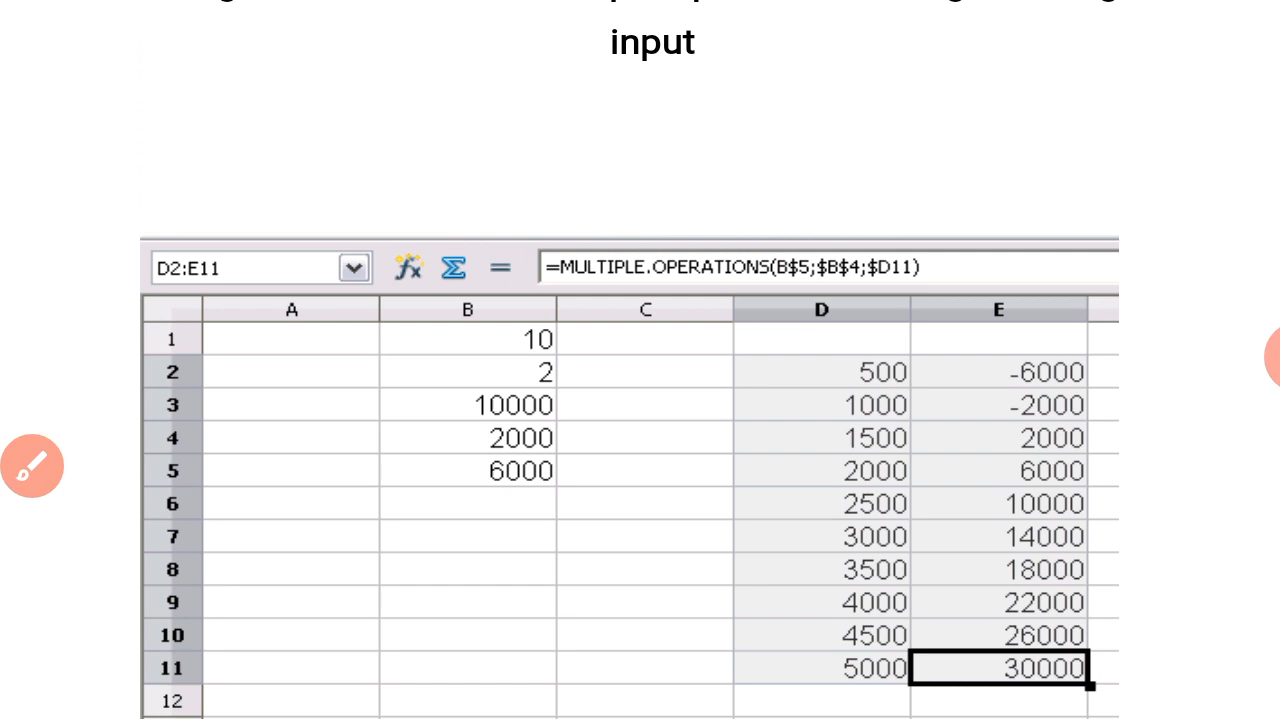 input
D2:E11
=MULTIPLE.OPERATIONS(B$5;$B$4;$D11)
A B C D E
1 10
2 2 500 -6000
3 10000 1000 -2000
4 2000 1500 2000
5 6000 2000 6000
6 2500 10000
7 3000 14000
8 3500 18000
9 4000 22000
10 4500 26000
11 5000 30000
12